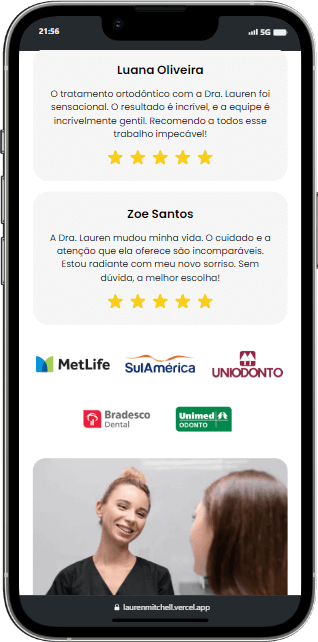 21:56
5G
Luana Oliveira
O tratamento ortodôntico com a Dra. Lauren foi
sensacional. O resultado é incrível, e a equipe é
incrivelmente gentil. Recomendo a todos esse
trabalho impecável!
Zoe Santos
A Dra. Lauren mudou minha vida. O cuidado e a
atenção que ela oferece são incomparáveis.
Estou radiante com meu novo sorriso. Sem
dúvida, a melhor escolha!
MetLife
SulAmérica
UNIODONTO
Bradesco
Dental
Unimed
ODONTO
laurenmitchell.vercel.app